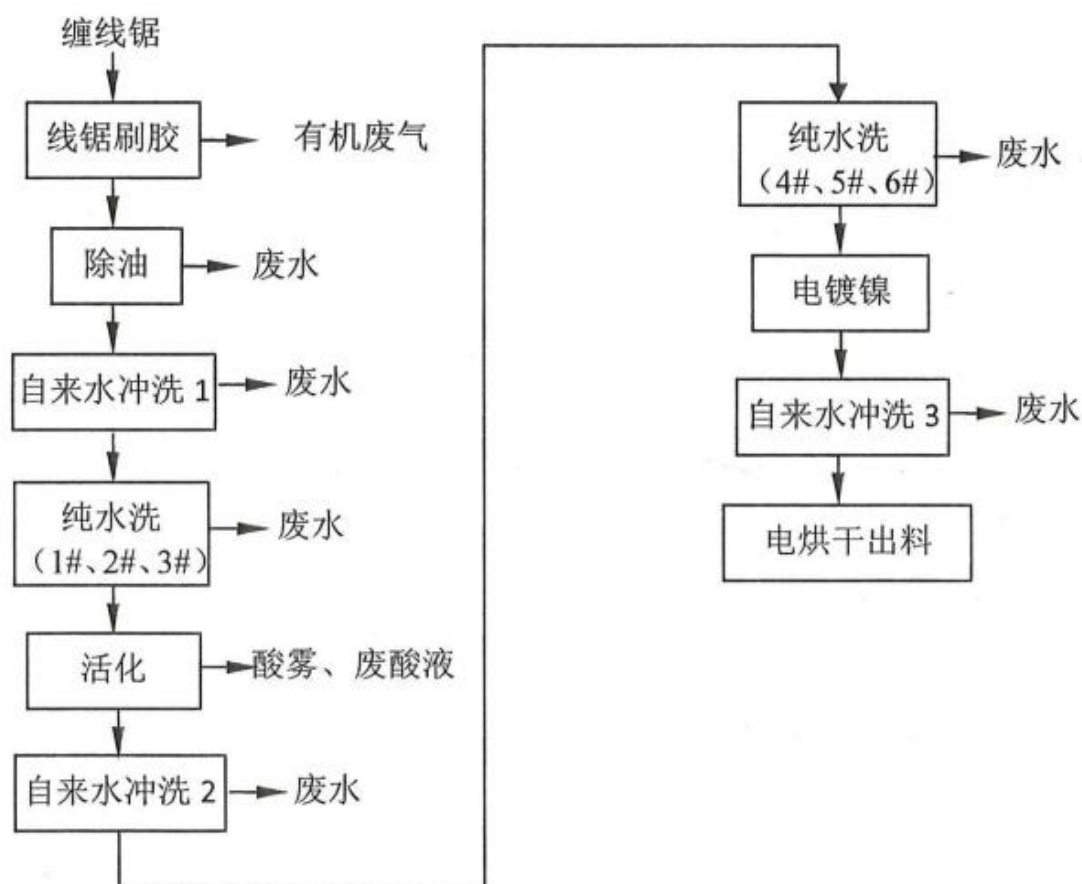 缠线锯
线锯刷胶
有机废气
除油
废水
自来水冲洗 1
废水
纯水洗
（1#、2#、3#）
废水
活化
酸雾、废酸液
自来水冲洗 2
废水
纯水洗
（4#、5#、6#）
废水
电镀镍
自来水冲洗 3
废水
电烘干出料